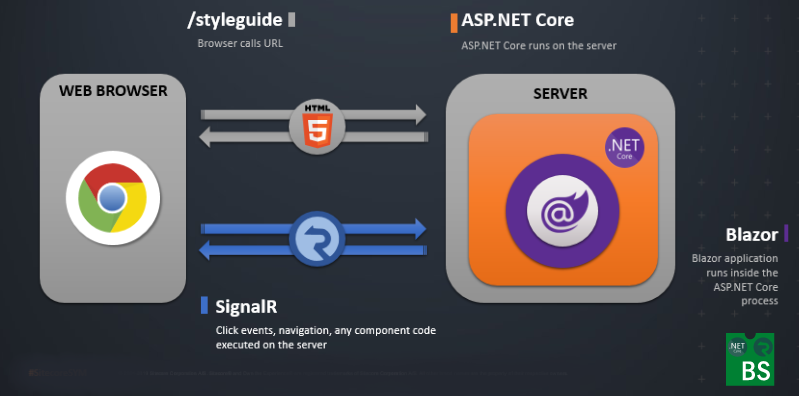 /styleguide
Browser calls URL
ASP.NET Core
ASP.NET Core runs on the server
WEB BROWSER
SERVER
HTML
5
.NET
Core
@
Blazor
Blazor application
runs inside the
ASP.NET Core
process
SignalR
Click events, navigation, any component code
executed on the server
.NET
Core
BS